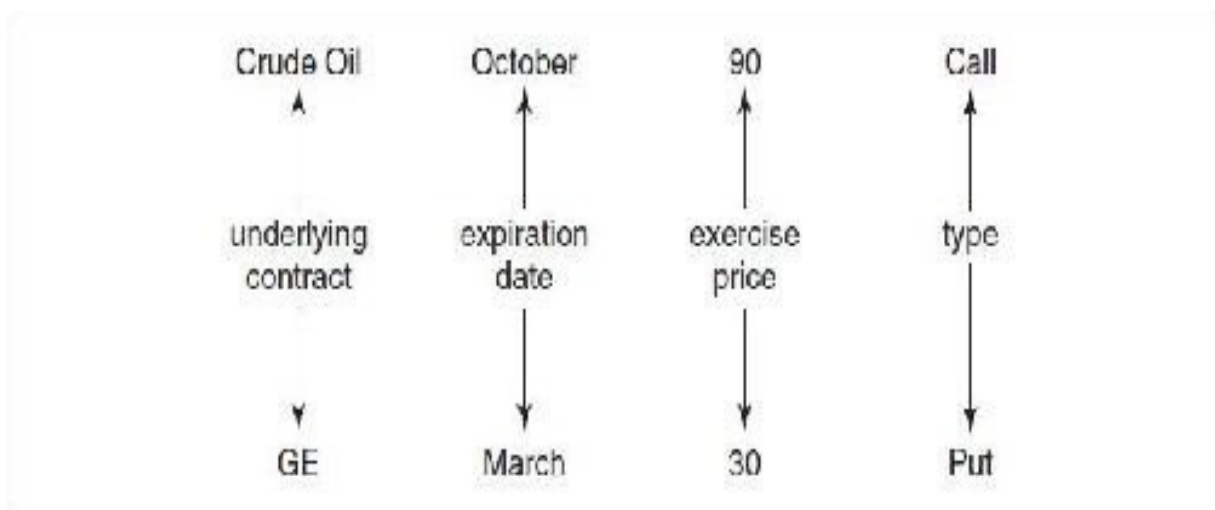 Crude Oil October 90 Call
underlying contract expiration date exercise price type
GE March 30 Put